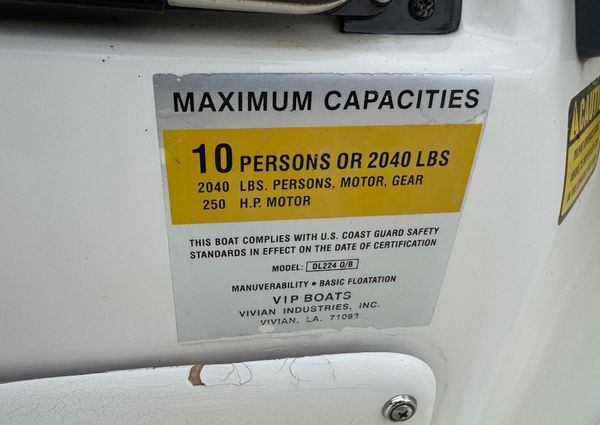 MAXIMUM CAPACITIES
10 PERSONS OR 2040 LBS
2040 LBS. PERSONS, MOTOR, GEAR
250 H.P. MOTOR
THIS BOAT COMPLIES WITH U.S. COAST GUARD SAFETY
STANDARDS IN EFFECT ON THE DATE OF CERTIFICATION
MODEL: DL224 O/B
MANUVERABILITY • BASIC FLOATATION
VIP BOATS
VIVIAN INDUSTRIES, INC.
VIVIAN, LA. 71082